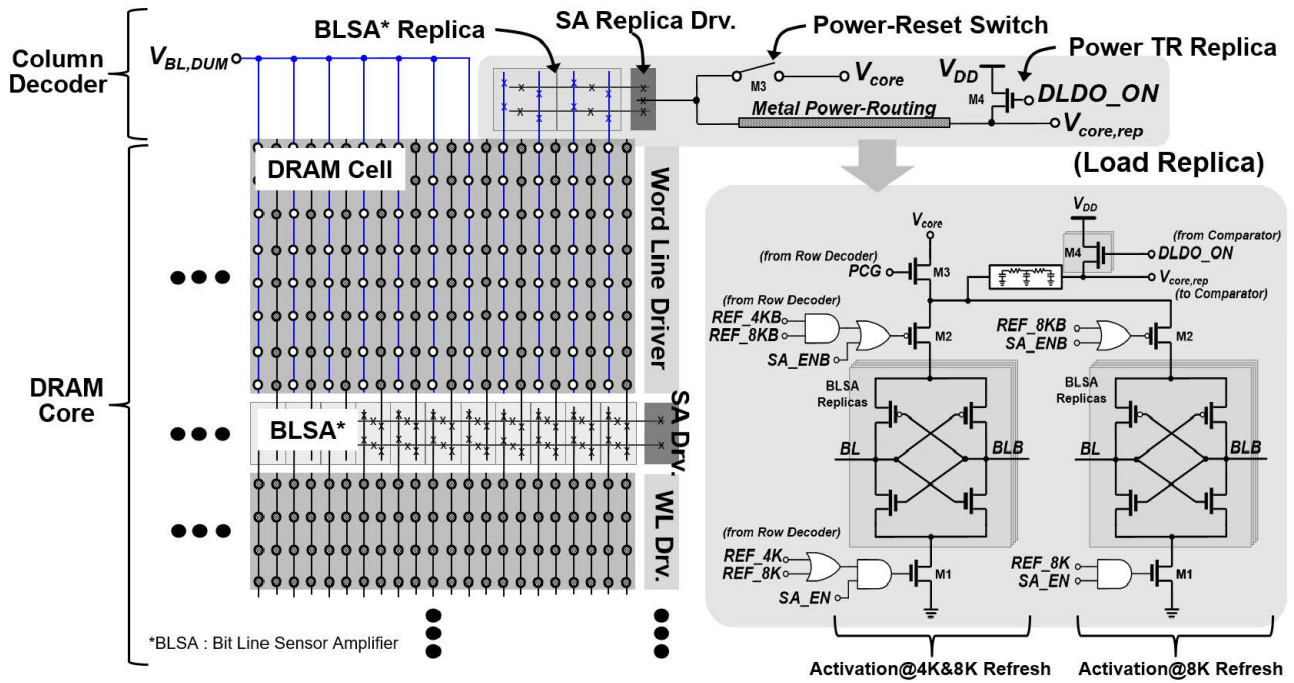 Column
Decoder
V_BL,DUM
BLSA* Replica
SA Replica Drv.
Power-Reset Switch
Power TR Replica
M3
V_core
V_DD
M4
DLDO_ON
Metal Power-Routing
V_core,rep
(Load Replica)
DRAM
Core
DRAM Cell
Word Line Driver
BLSA*
SA Drv.
WL Drv.
*BLSA : Bit Line Sensor Amplifier
V_core
(from Row Decoder)
PCG
M3
V_DD
M4
(from Comparator)
DLDO_ON
V_core,rep
(to Comparator)
(from Row Decoder)
REF_4KB
REF_8KB
SA_ENB
M2
REF_8KB
SA_ENB
M2
BLSA
Replicas
BL
BLB
BLSA
Replicas
BL
BLB
(from Row Decoder)
REF_4K
REF_8K
SA_EN
M1
REF_8K
SA_EN
M1
Activation@4K&8K Refresh
Activation@8K Refresh